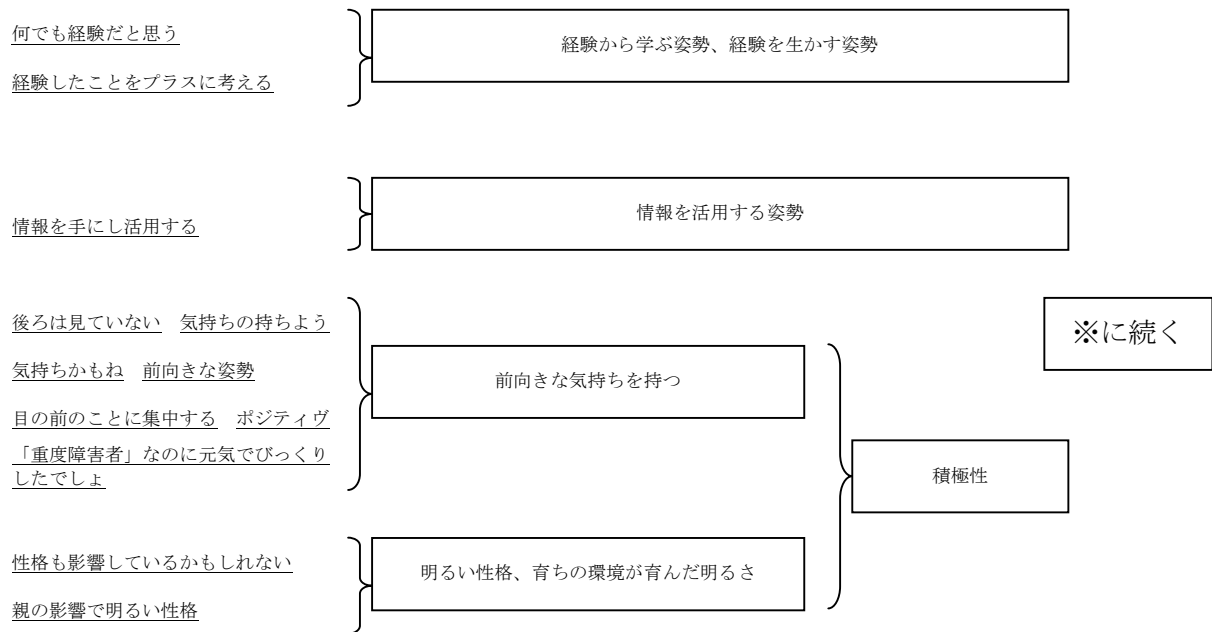 何でも経験だと思う
経験したことをプラスに考える
経験から学ぶ姿勢、経験を生かす姿勢
情報を手にし活用する
情報を活用する姿勢
後ろは見ていない　気持ちの持ちよう
気持ちかもね　前向きな姿勢
目の前のことに集中する　ポジティヴ
「重度障害者」なのに元気でびっくり
したでしょ
前向きな気持ちを持つ
性格も影響しているかもしれない
親の影響で明るい性格
明るい性格、育ちの環境が育んだ明るさ
積極性
※に続く